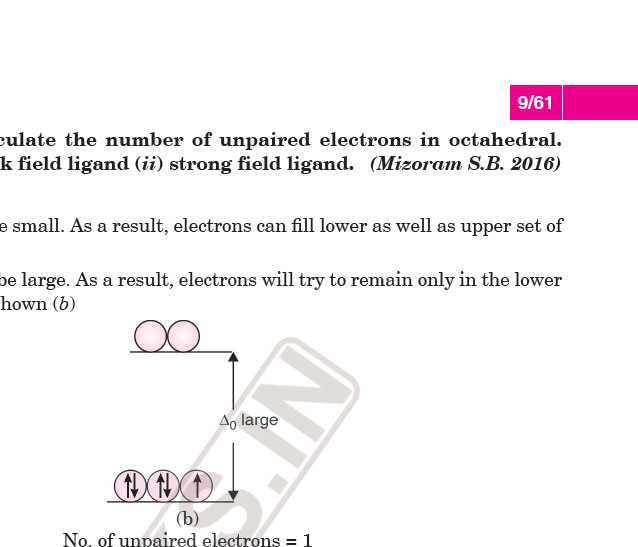 9/61
culate the number of unpaired electrons in octahedral.
k field ligand (ii) strong field ligand. (Mizoram S.B. 2016)
e small. As a result, electrons can fill lower as well as upper set of
be large. As a result, electrons will try to remain only in the lower
hown (b)
Δ0 large
(b)
No. of unpaired electrons = 1
S.IN